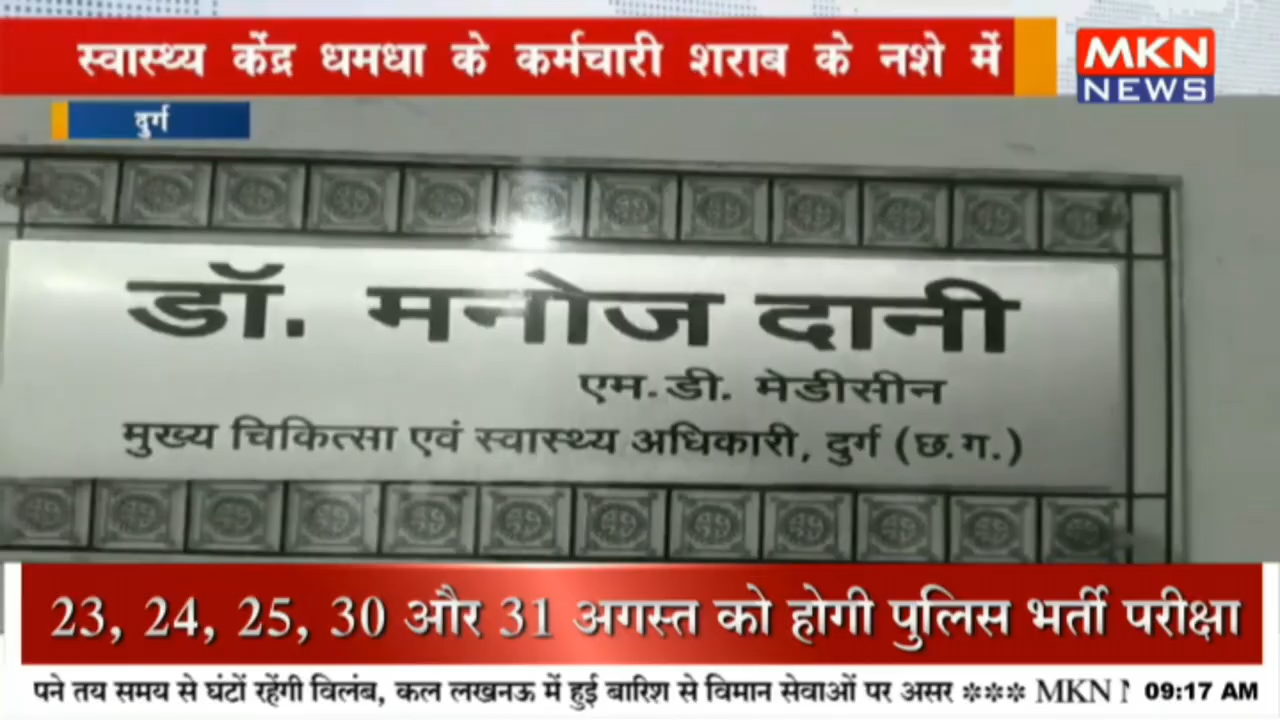 स्वास्थ्य केंद्र धमधा के कर्मचारी शराब के नशे में
MKN
NEWS
दुर्ग
डॉ. मनोज दानी
एम.डी. मेडीसीन
मुख्य चिकित्सा एवं स्वास्थ्य अधिकारी, दुर्ग (छ.ग.)
23, 24, 25, 30 और 31 अगस्त को होगी पुलिस भर्ती परीक्षा
पने तय समय से घंटों रहेंगी विलंब, कल लखनऊ में हुई बारिश से विमान सेवाओं पर असर *** MKN 09:17 AM